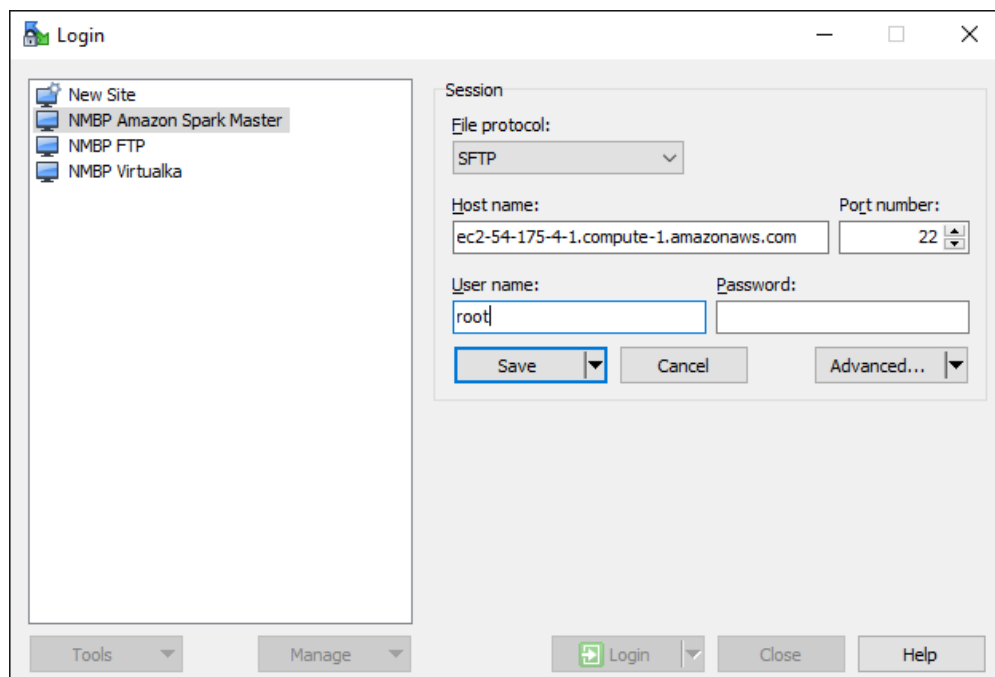 Login
New Site
NMBP Amazon Spark Master
NMBP FTP
NMBP Virtualka
Session
File protocol:
SFTP
Host name:
Port number:
ec2-54-175-4-1.compute-1.amazonaws.com
22
User name:
Password:
root
Save
Cancel
Advanced...
Tools
Manage
Login
Close
Help